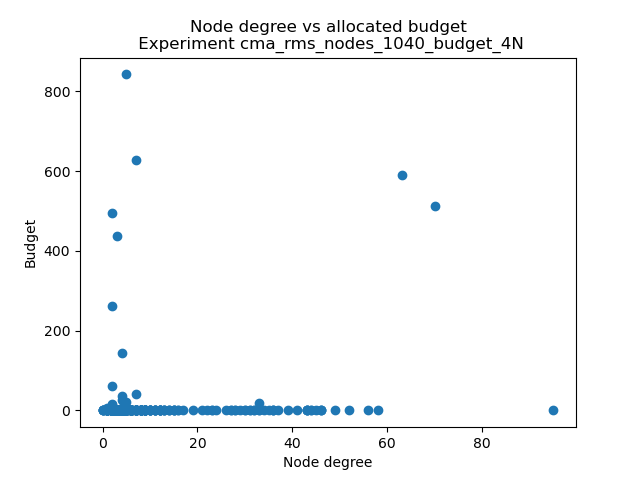 Node degree vs allocated budget
Experiment cma_rms_nodes_1040_budget_4N
800
600
400
200
0
Budget
0 20 40 60 80
Node degree